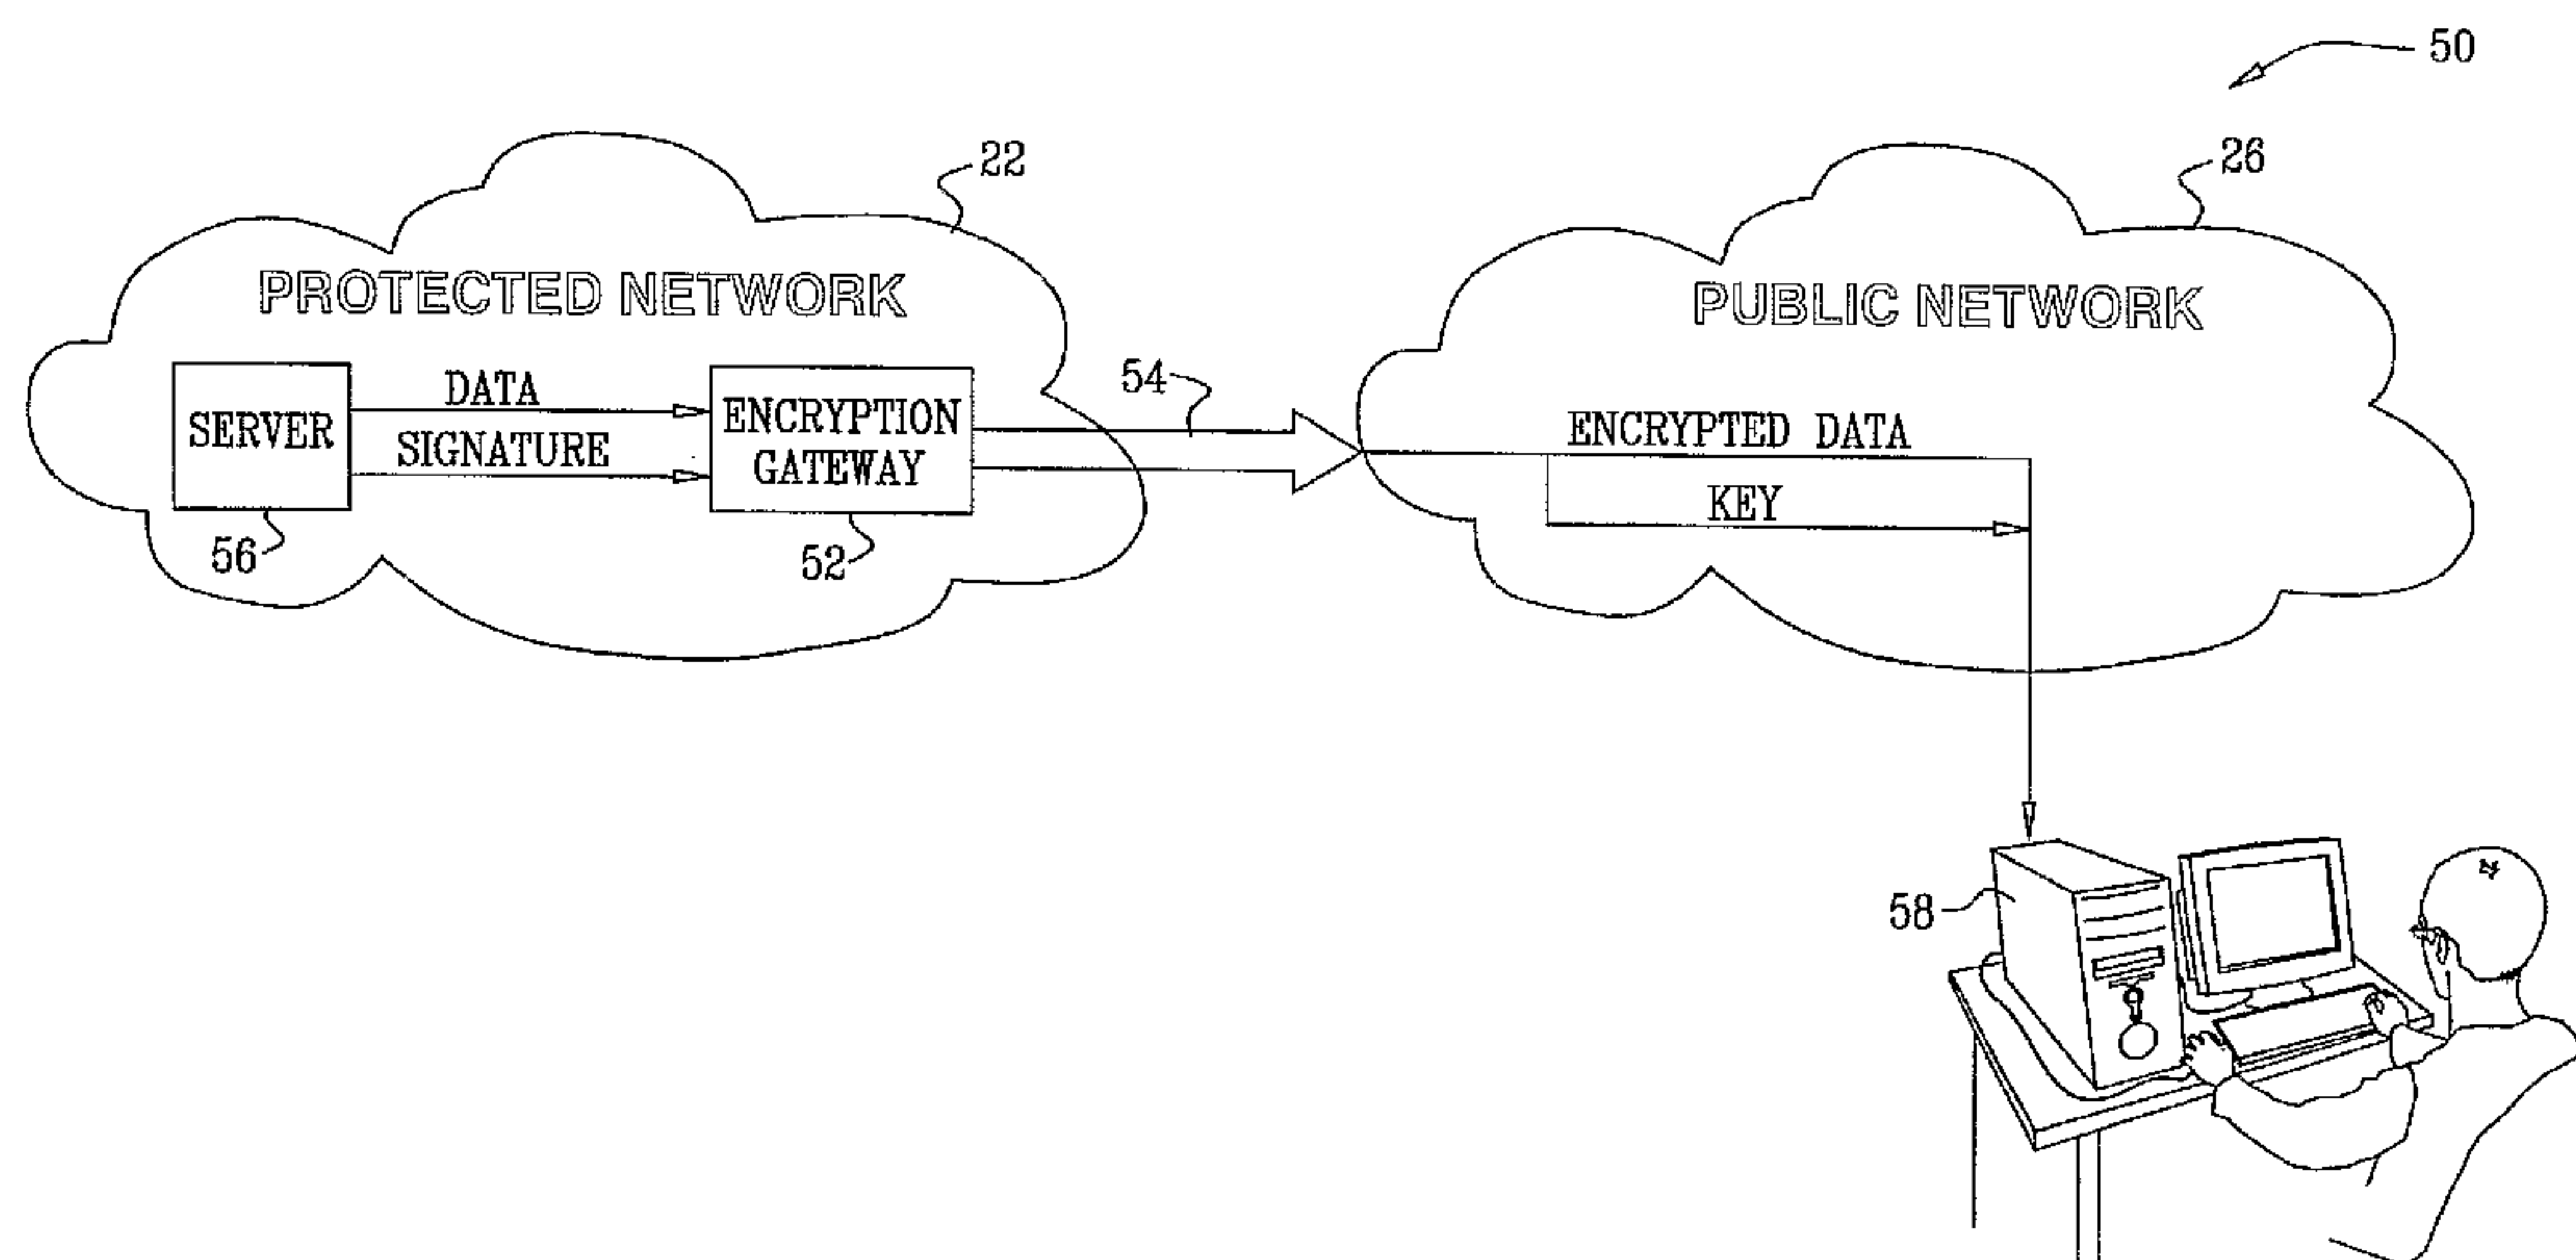 50
22
26
PROTECTED NETWORK
PUBLIC NETWORK
54
DATA
SERVER
SIGNATURE
ENCRYPTION
GATEWAY
ENCRYPTED DATA
KEY
56
52
58